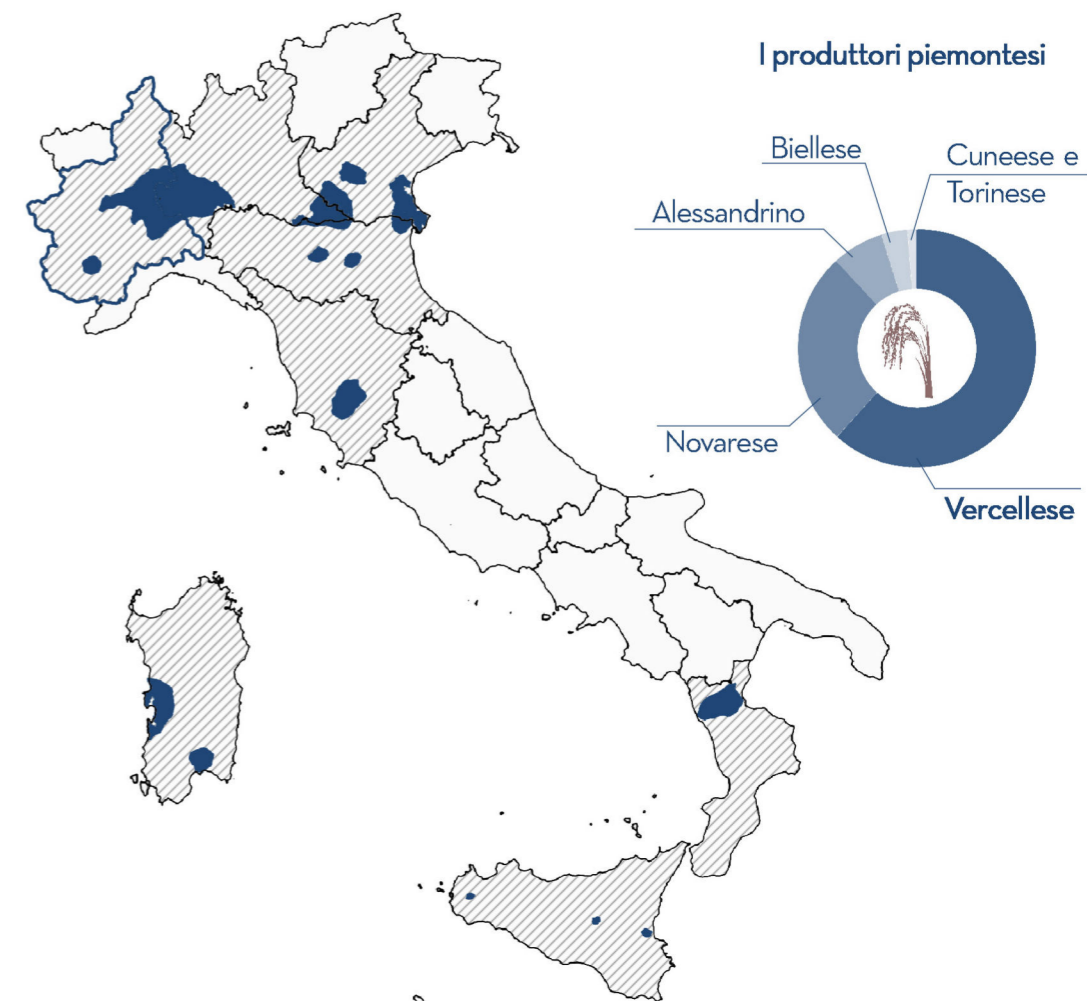 I produttori piemontesi
Biellese
Cuneese e
Torinese
Alessandrino
Novarese
Vercellese